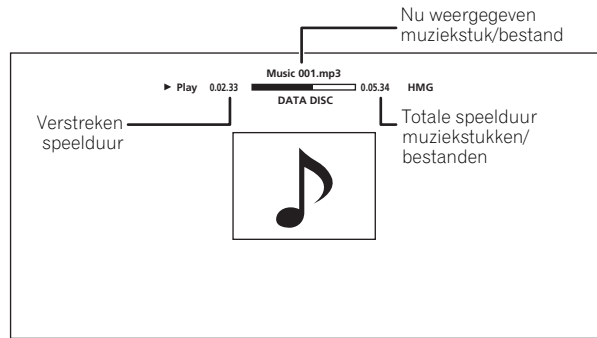 Nu weergegeven
muziekstuk/bestand
Music 001.mp3
► Play 0.02.33 0.05.34 HMG
DATA DISC
Verstreken
speelduur
Totale speelduur
muziekstukken/
bestanden